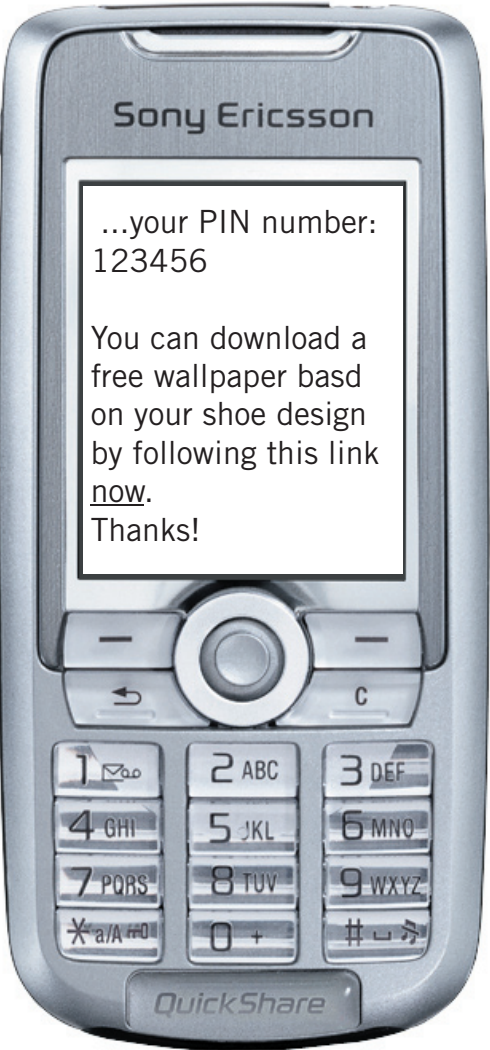 Sony Ericsson
...your PIN number:
123456
You can download a
free wallpaper basd
on your shoe design
by following this link
now.
Thanks!
C
1
2 ABC
3 DEF
4 GHI
5 JKL
6 MNO
7 PQRS
8 TUV
9 WXYZ
* a/A
0 +
#
QuickShare